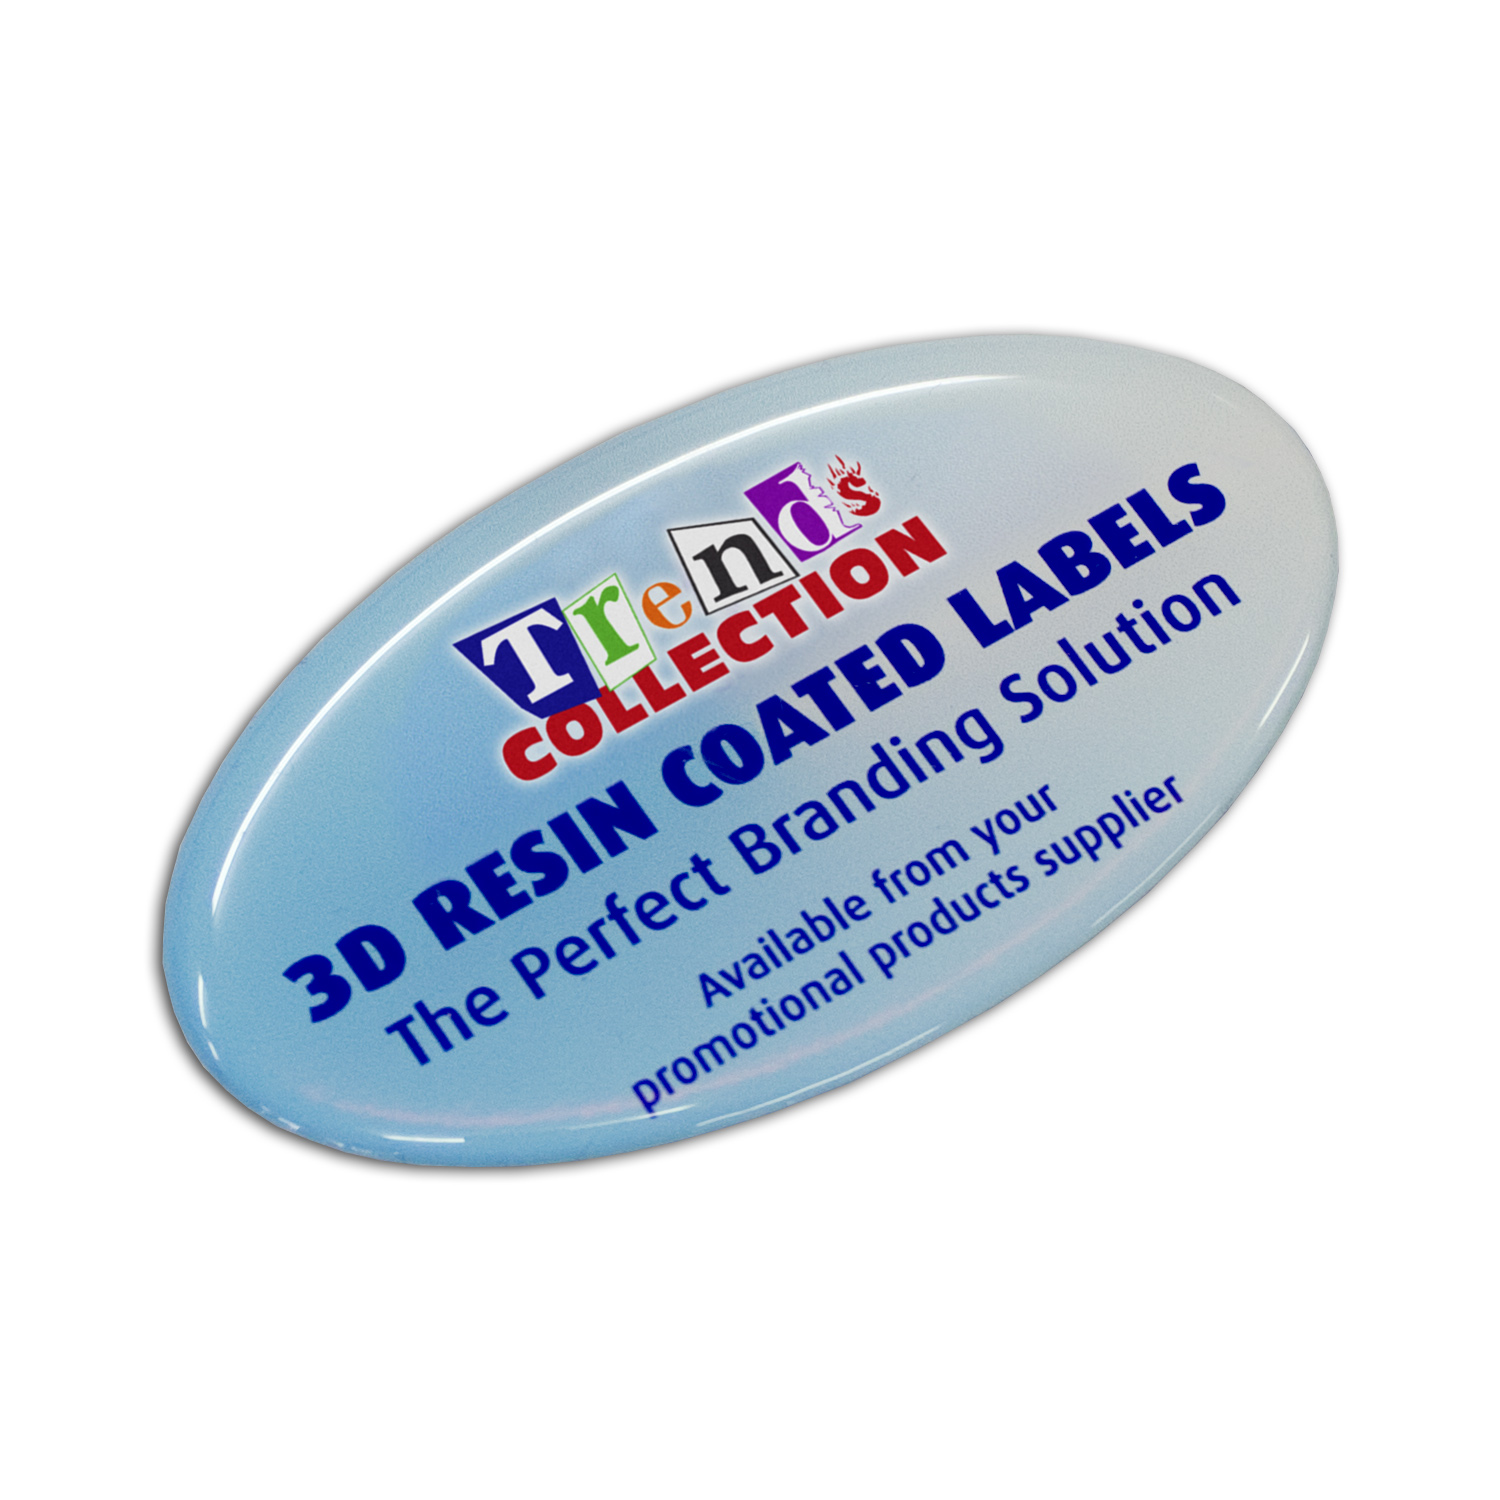 Trends
COLLECTION
3D RESIN COATED LABELS
The Perfect Branding Solution
Available from your
promotional products supplier